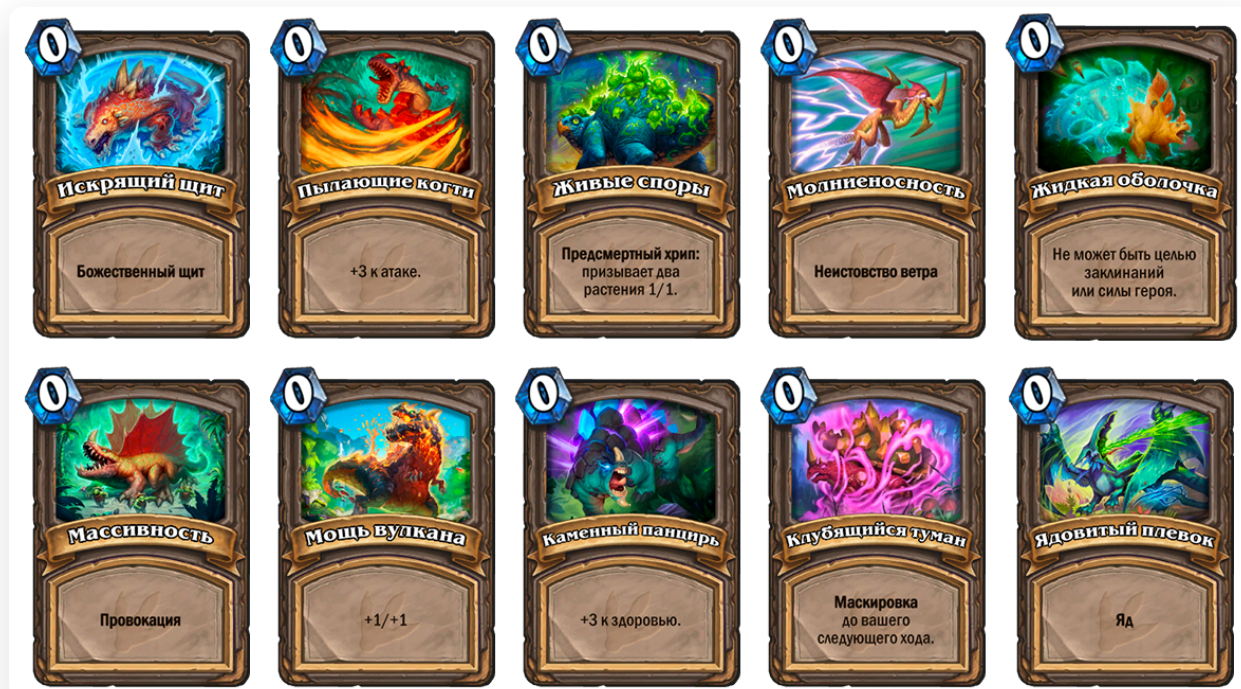 0
Искрящий щит
Божественный щит
0
Пылающие когти
+3 к атаке.
0
Живые споры
Предсмертный хрип:
призывает два
растения 1/1.
0
Молниеносность
Неистовство ветра
0
Жидкая оболочка
Не может быть целью
заклинаний
или силы героя.
0
Массивность
Провокация
0
Мощь вулкана
+1/+1
0
Каменный панцирь
+3 к здоровью.
0
Клубящийся туман
Маскировка
до вашего
следующего хода.
0
Ядовитый плевок
Яд